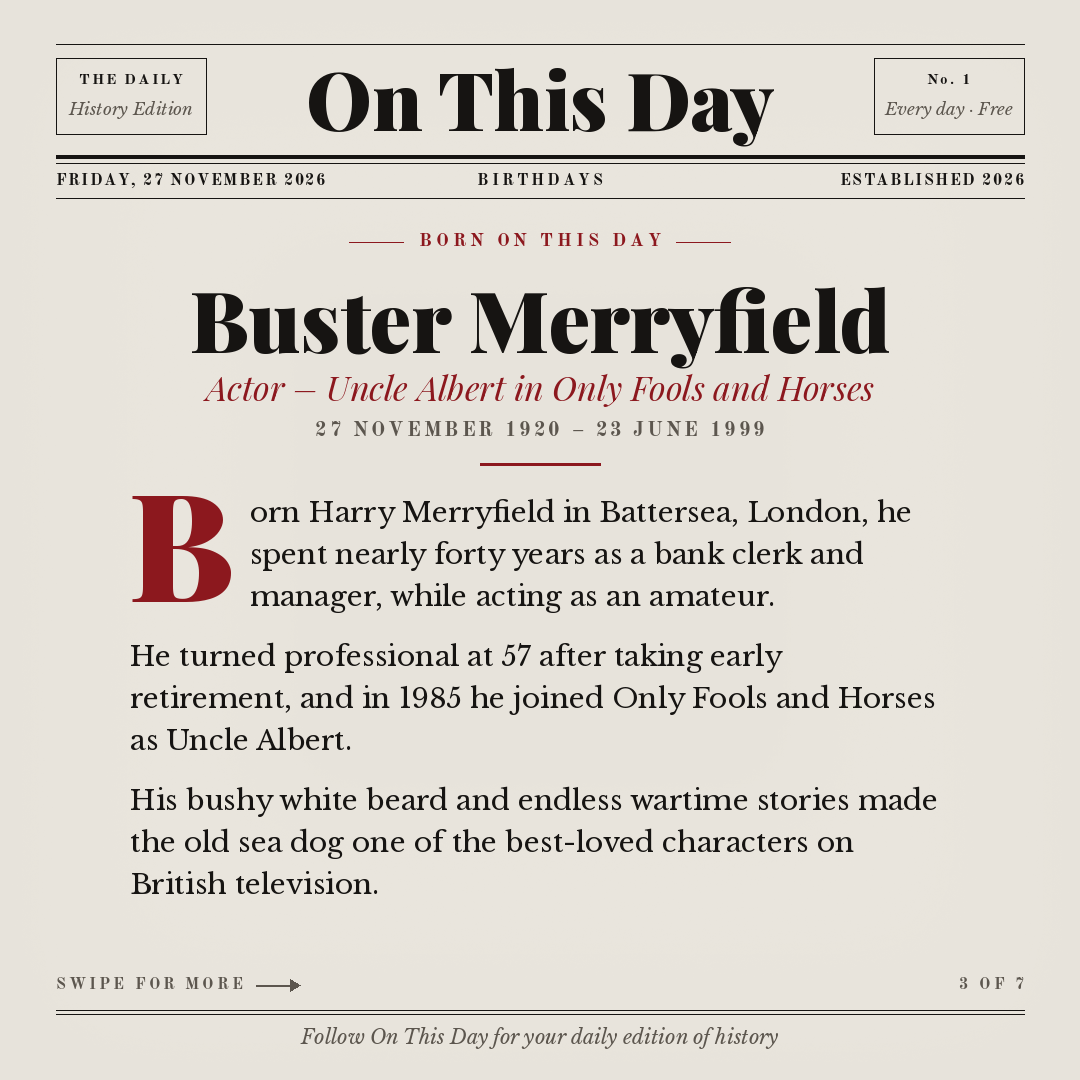 THE DAILY
History Edition
On This Day
No. 1
Every day · Free
FRIDAY, 27 NOVEMBER 2026
BIRTHDAYS
ESTABLISHED 2026
BORN ON THIS DAY
Buster Merryfield
Actor – Uncle Albert in Only Fools and Horses
27 NOVEMBER 1920 – 23 JUNE 1999
Born Harry Merryfield in Battersea, London, he
spent nearly forty years as a bank clerk and
manager, while acting as an amateur.
He turned professional at 57 after taking early
retirement, and in 1985 he joined Only Fools and Horses
as Uncle Albert.
His bushy white beard and endless wartime stories made
the old sea dog one of the best-loved characters on
British television.
SWIPE FOR MORE
3 OF 7
Follow On This Day for your daily edition of history